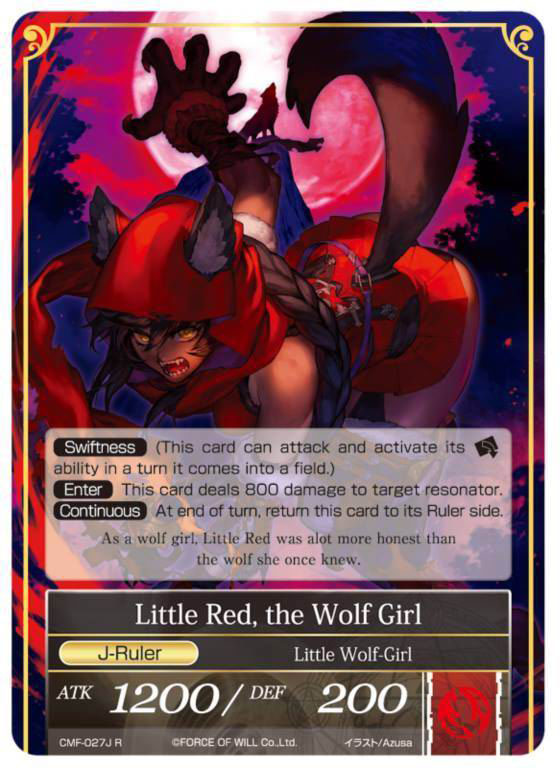 Swiftness (This card can attack and activate its
ability in a turn it comes into a field.)
Enter This card deals 800 damage to target resonator.
Continuous At end of turn, return this card to its Ruler side.
As a wolf girl, Little Red was alot more honest than
the wolf she once knew.
Little Red, the Wolf Girl
J-Ruler Little Wolf-Girl
ATK 1200/ DEF 200
CMF-027J R ©FORCE OF WILL Co.,Ltd. イラスト/Azusa